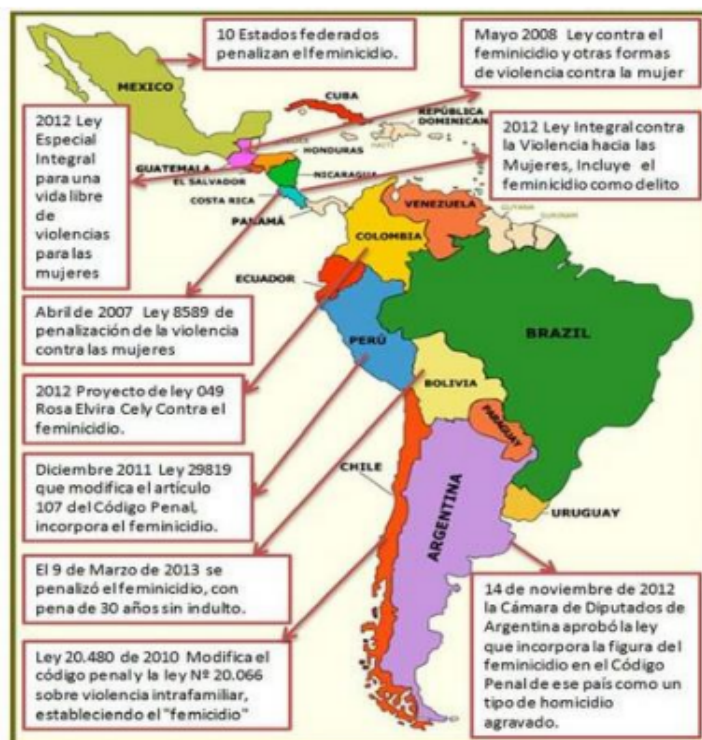 10 Estados federados
penalizan el feminicidio.
Mayo 2008 Ley contra el
feminicidio y otras formas
de violencia contra la mujer
MEXICO
CUBA
REPÚBLICA
DOMINICAN
HAITÍ
2012 Ley
Especial
Integral
para una
vida libre
de
violencias
para las
mujeres
2012 Ley Integral contra
la Violencia hacia las
Mujeres, Incluye el
feminicidio como delito
HONDURAS
GUATEMALA
NICARAGUA
EL SALVADOR
COSTA RICA
PANAMÁ
VENEZUELA
GUYANA
SURINAM
COLOMBIA
ECUADOR
Abril de 2007 Ley 8589 de
penalización de la violencia
contra las mujeres
PERÚ
BRAZIL
BOLIVIA
2012 Proyecto de ley 049
Rosa Elvira Cely Contra el
feminicidio.
PARAGUAY
Diciembre 2011 Ley 29819
que modifica el artículo
107 del Código Penal,
incorpora el feminicidio.
CHILE
ARGENTINA
URUGUAY
El 9 de Marzo de 2013 se
penalizó el feminicidio, con
pena de 30 años sin indulto.
14 de noviembre de 2012
la Cámara de Diputados de
Argentina aprobó la ley
que incorpora la figura del
feminicidio en el Código
Penal de ese país como un
tipo de homicidio
agravado.
Ley 20.480 de 2010 Modifica el
código penal y la ley Nº 20.066
sobre violencia intrafamiliar,
estableciendo el "femicidio"